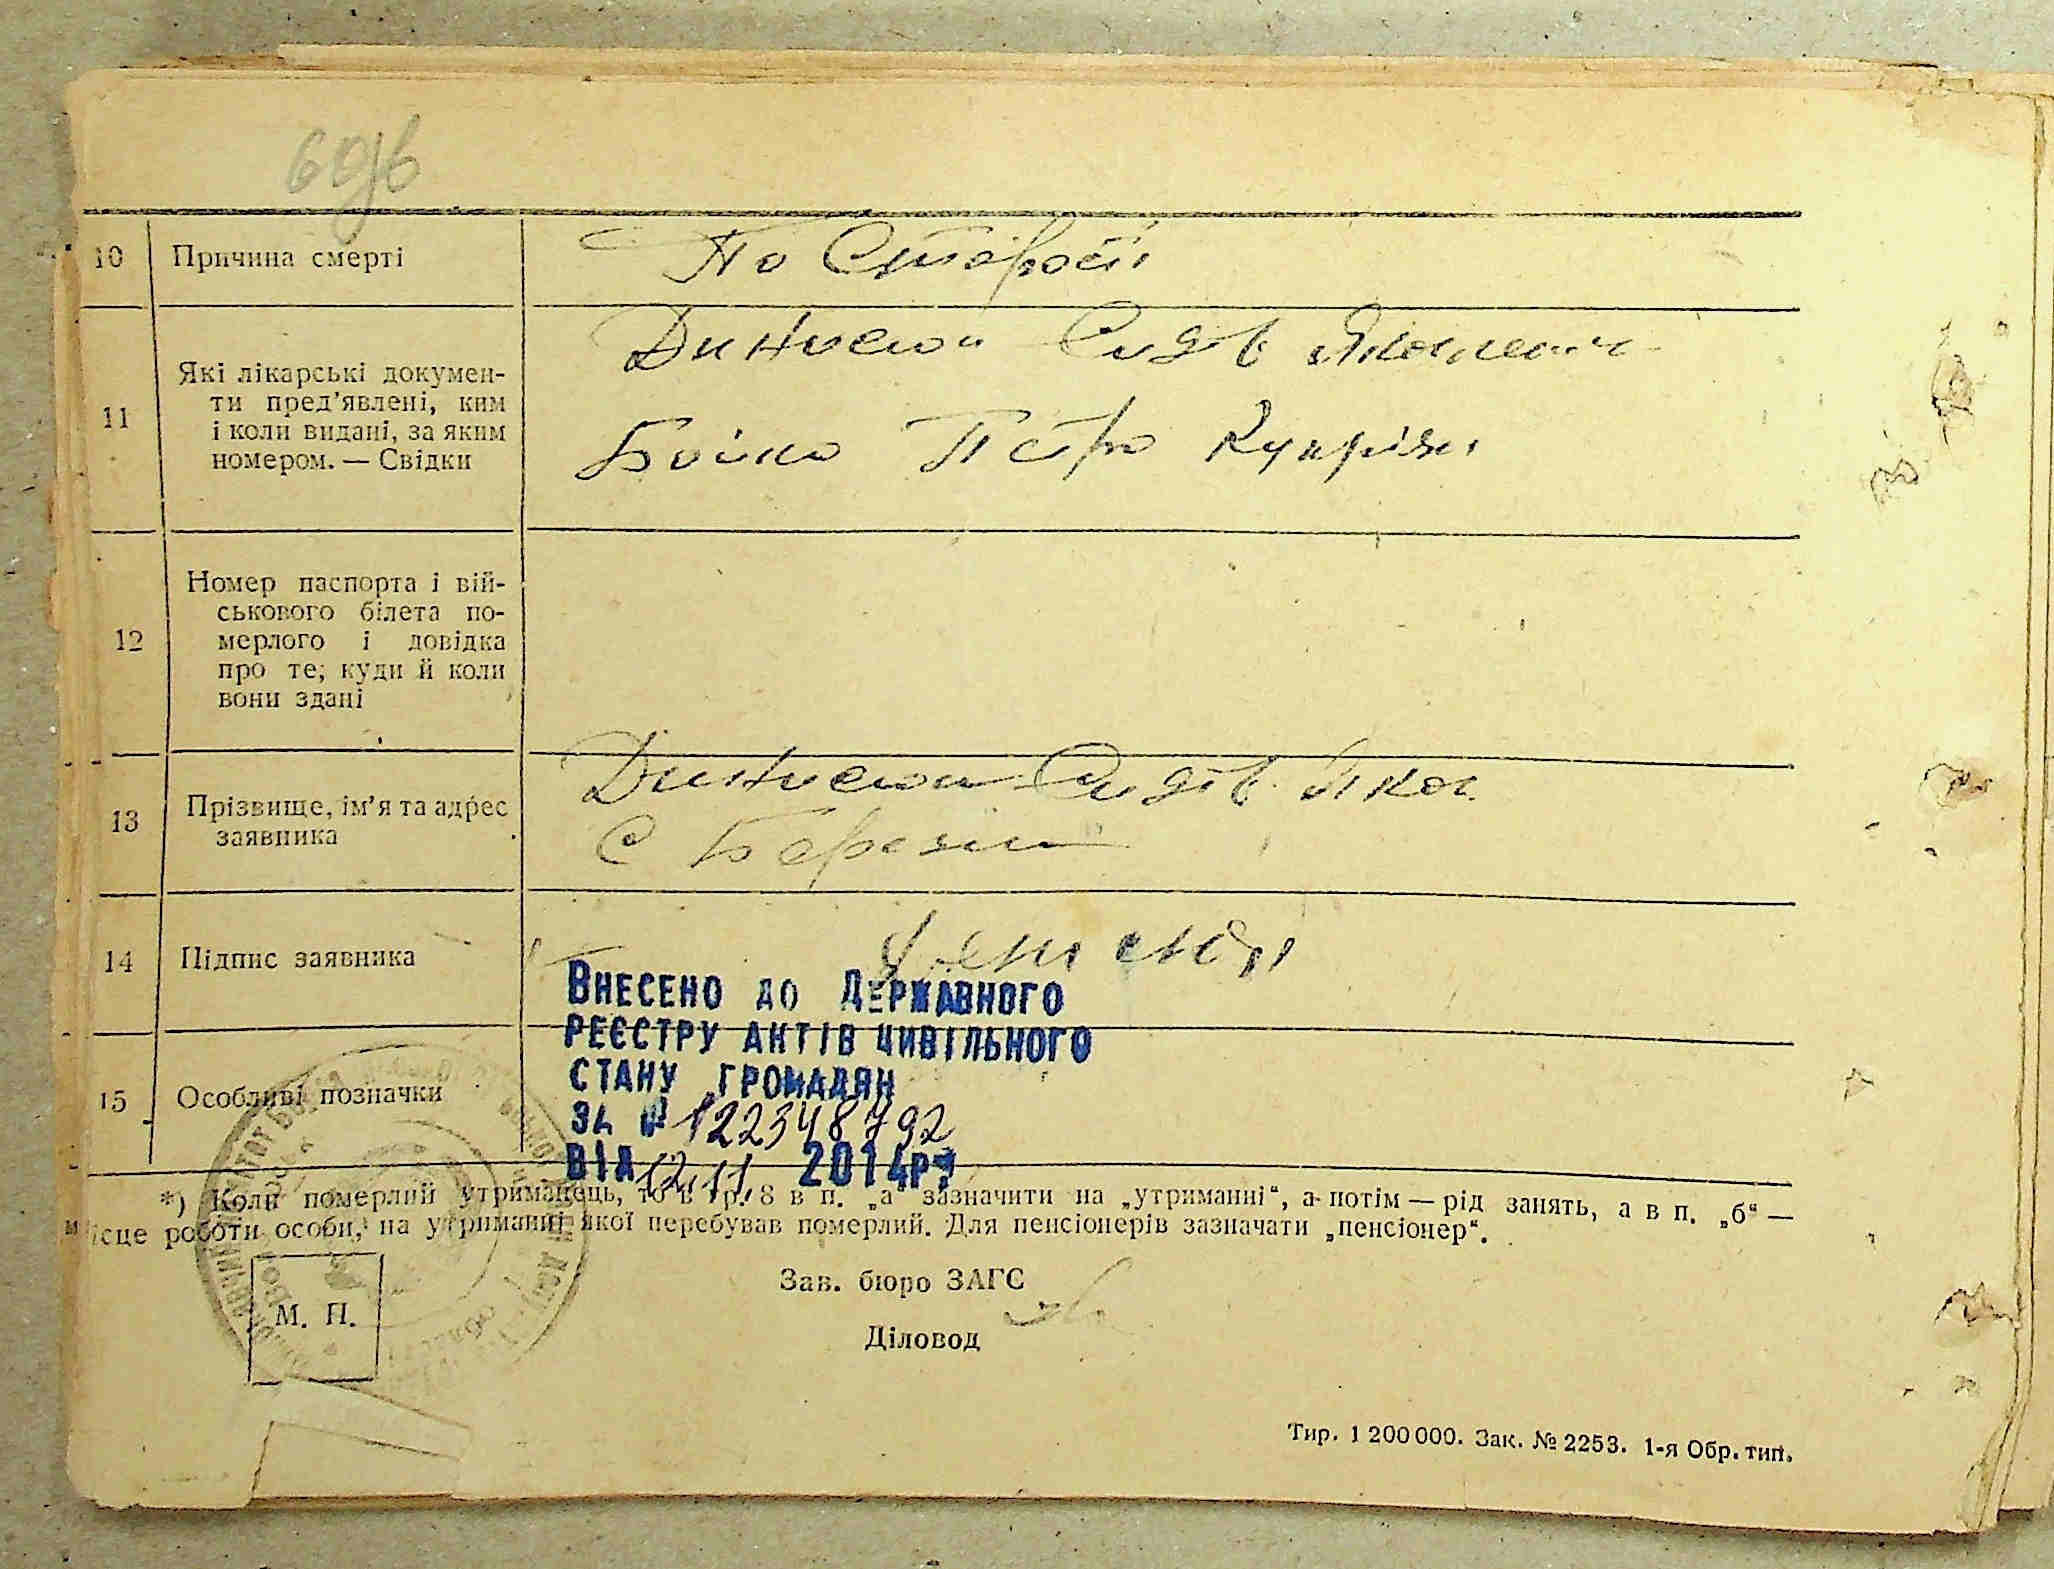 10 Причина смерті По Старості
11 Які лікарські докумен-
ти пред'явлені, ким
і коли видані, за яким
номером. — Свідки
Яковлевич
Бойко Петро
12 Номер паспорта і вій-
ськового білета по-
мерлого і довідка
про те; куди й коли
вони здані
13 Прізвище, ім'я та адрес
заявника
с
14 Підпис заявника
15 Особливі позначки
ВНЕСЕНО ДО ДЕРЖАВНОГО
РЕЄСТРУ АКТІВ ЦИВІЛЬНОГО
СТАНУ ГРОМАДЯН
ЗА № 122348792
ВІД 12.11. 2014р.
*) Коли померлий утриманець, то в гр. 8 в п. „а“ зазначити на „утриманні“, а потім — рід занять, а в п. „б“ —
місце роботи особи, на утриманні якої перебував померлий. Для пенсіонерів зазначати „пенсіонер“.
М. П.
Зав. бюро ЗАГС
Діловод
Тир. 1 200 000. Зак. № 2253. 1-я Обр. тип.